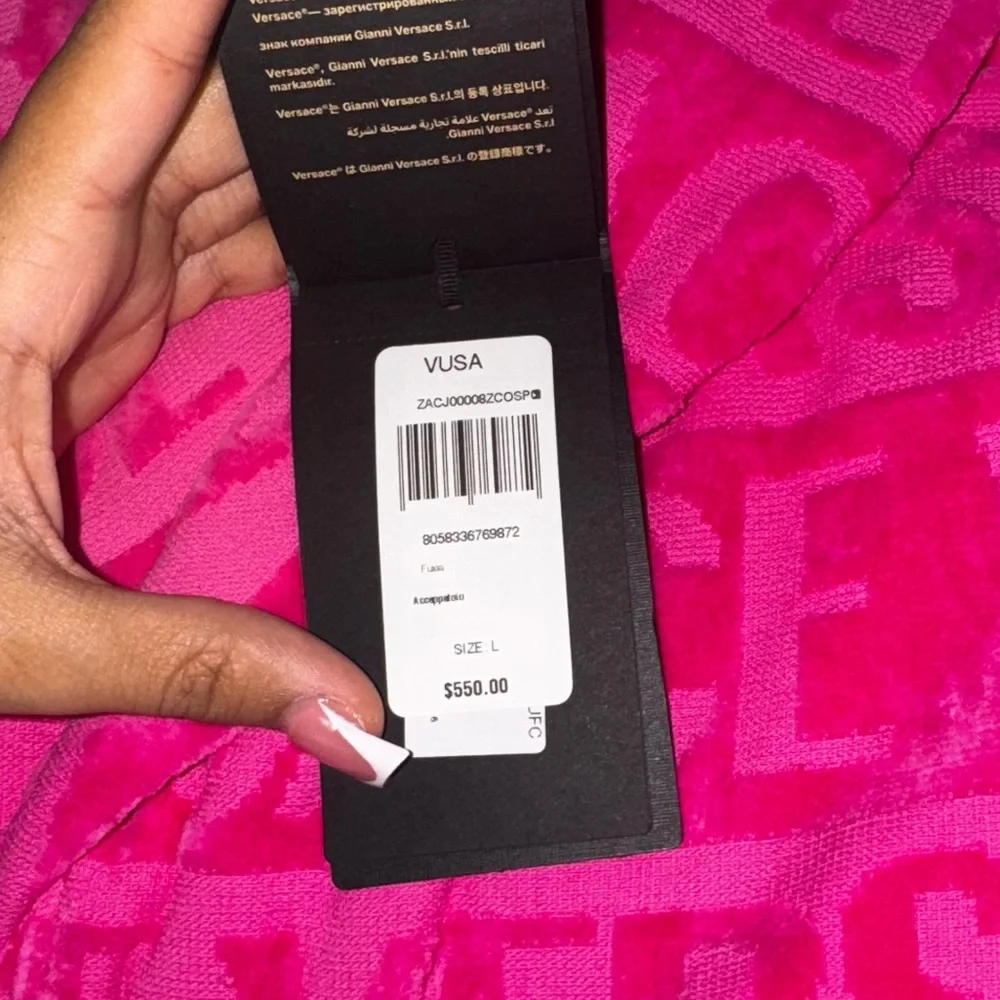 Versace®— зарегистрированный
знак компании Gianni Versace S.r.l.
Versace®, Gianni Versace S.r.l.'nin tescilli ticari
markasıdır.
Versace®는 Gianni Versace S.r.l.의 등록 상표입니다.
تعد Versace® علامة تجارية مسجلة لشركة
Gianni Versace S.r.l.
Versace® は Gianni Versace S.r.l. の登録商標です。
VUSA
ZACJ00008ZCOSP0
8058336769872
SIZE: L
$550.00
UFC